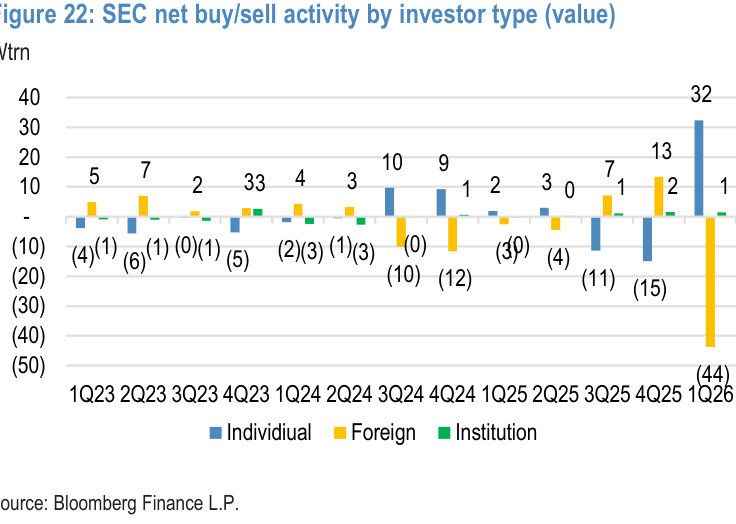 igure 22: SEC net buy/sell activity by investor type (value)
Wtrn
40
30
20
10
-
(10)
(20)
(30)
(40)
(50)
5 7 2 33 4 3 10 9 1 2 3 0 7 1 13 2 32 1
(4) (1) (6) (1) (0) (1) (5) (2) (3) (1) (3) (10) (0) (12) (3) (0) (4) (11) (15) (44)
1Q23 2Q23 3Q23 4Q23 1Q24 2Q24 3Q24 4Q24 1Q25 2Q25 3Q25 4Q25 1Q26
Individiual Foreign Institution
ource: Bloomberg Finance L.P.